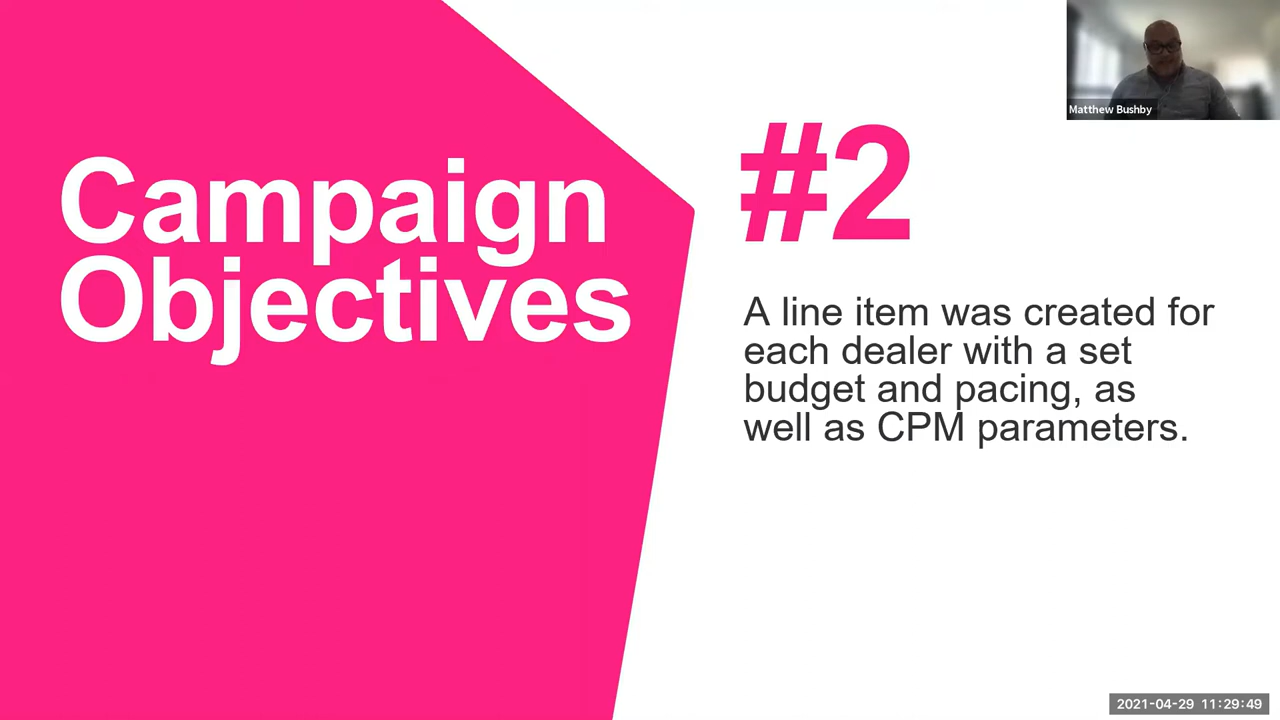 Campaign
Objectives
#2
A line item was created for
each dealer with a set
budget and pacing, as
well as CPM parameters.
Matthew Bushby
2021-04-29 11:29:49